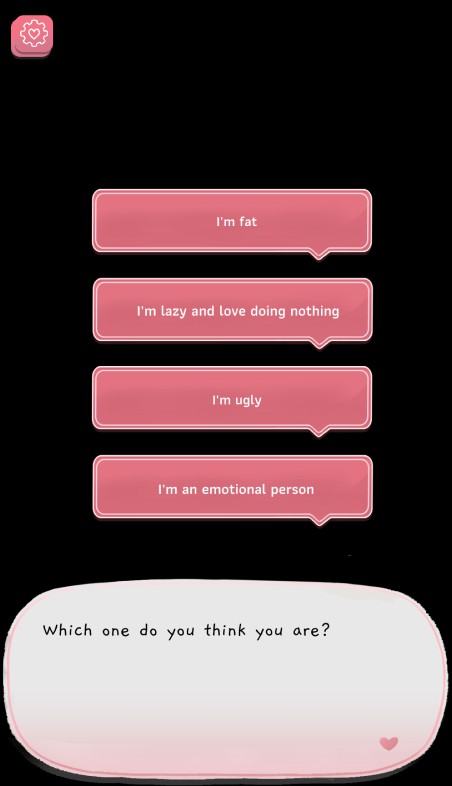 I'm fat
I'm lazy and love doing nothing
I'm ugly
I'm an emotional person
Which one do you think you are?